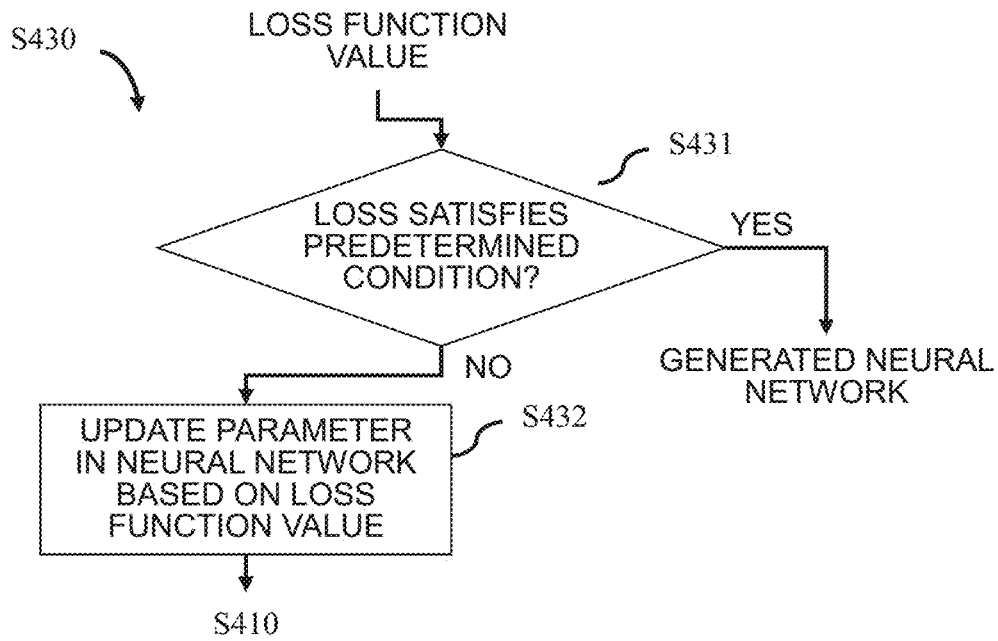 S430
LOSS FUNCTION
VALUE
S431
LOSS SATISFIES
PREDETERMINED
CONDITION?
YES
GENERATED NEURAL
NETWORK
NO
S432
UPDATE PARAMETER
IN NEURAL NETWORK
BASED ON LOSS
FUNCTION VALUE
S410